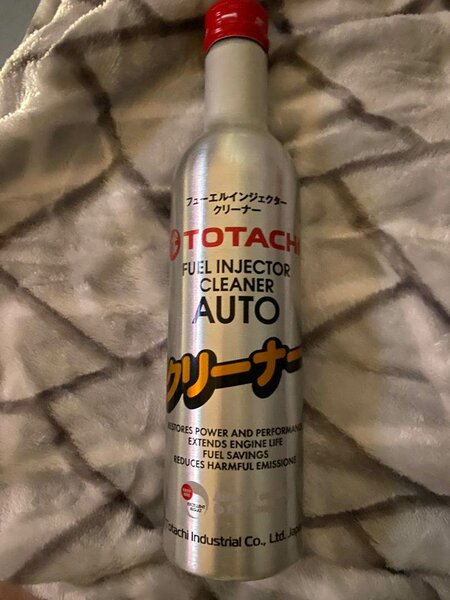 フューエルインジェクター
クリーナー
TOTACHI
FUEL INJECTOR
CLEANER
AUTO
クリーナー
RESTORES POWER AND PERFORMAN
EXTENDS ENGINE LIFE
FUEL SAVINGS
REDUCES HARMFUL EMISSIONS
Totachi Industrial Co., Ltd. Japan